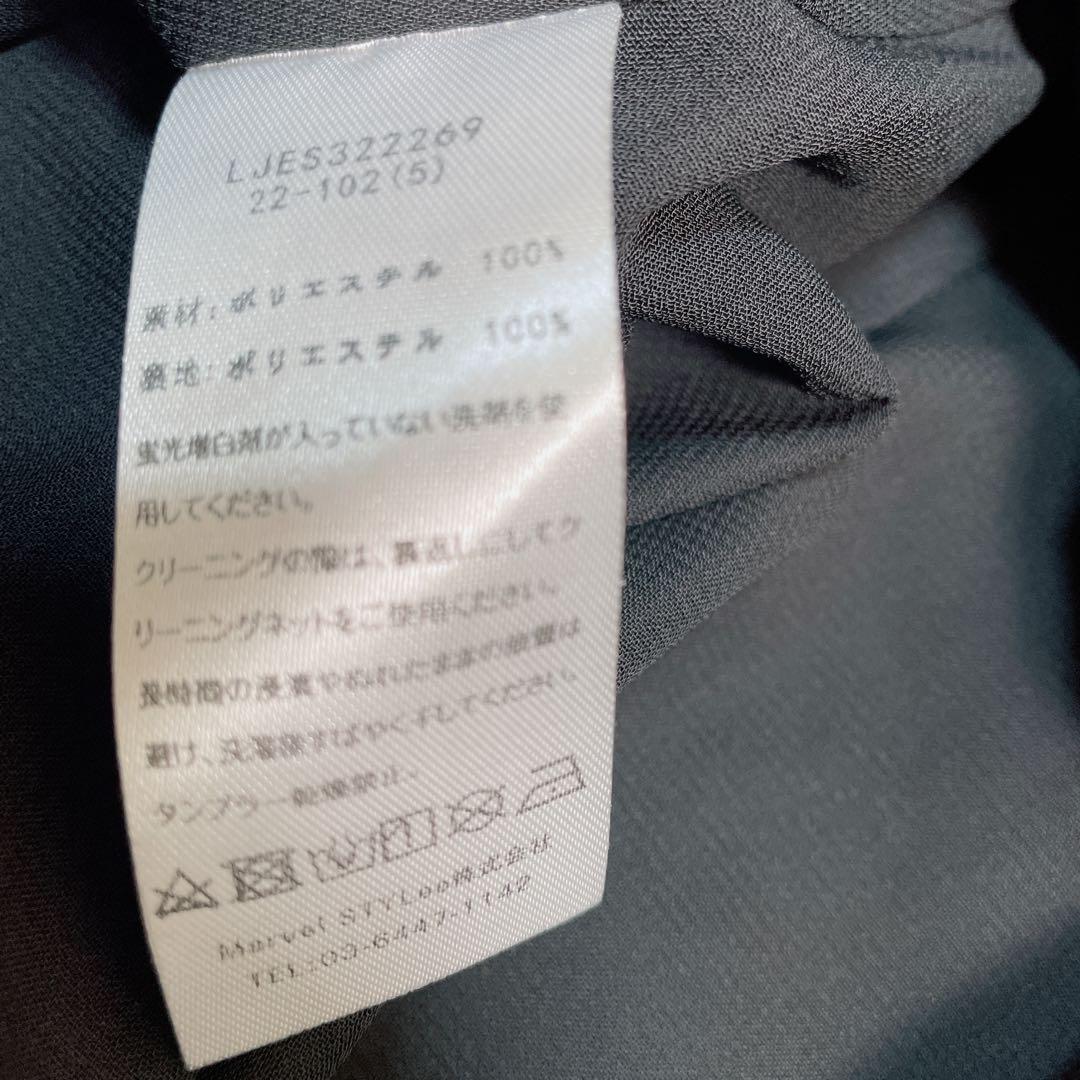 LJES322269
22-102(5)
素材:ポリエステル 100%
裏地:ポリエステル 100%
蛍光増白剤が入っていない洗剤を使
用してください。
クリーニングの際は、裏返しにしてク
リーニングネットをご使用ください。
長時間の浸漬や濡れたままの放置は
避け、洗濯後すばやく干してください。
タンブラー乾燥禁止。
Marvel STYLee株式会社
TEL:03-6447-1142